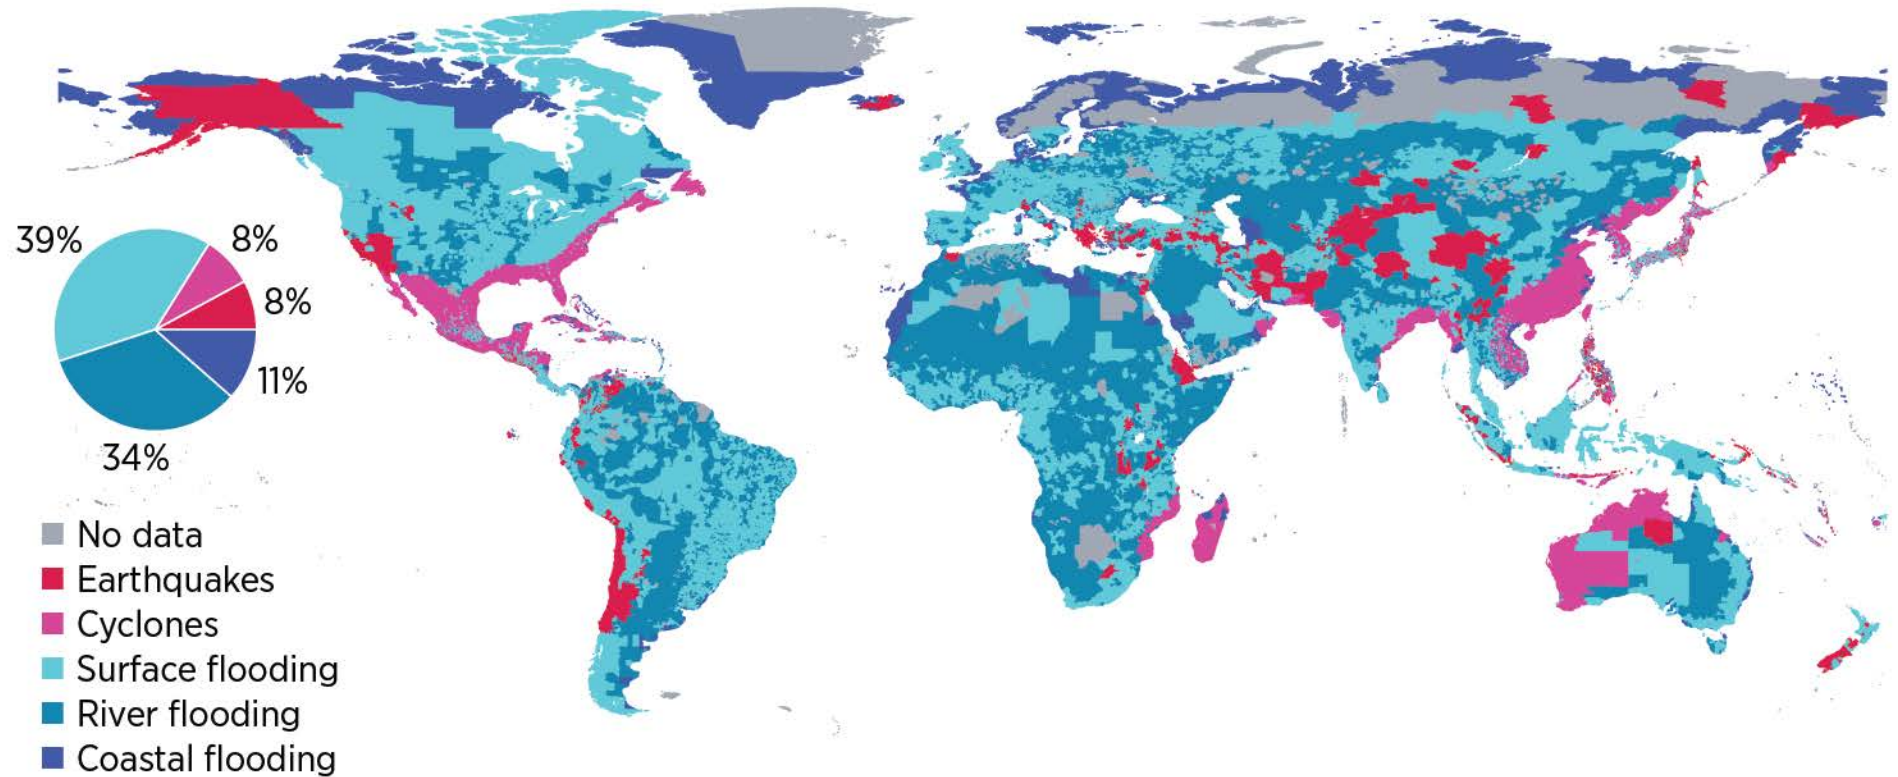 39%
8%
8%
11%
34%
No data
Earthquakes
Cyclones
Surface flooding
River flooding
Coastal flooding